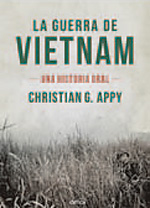 LA GUERRA DE
VIETNAM
UNA HISTORIA ORAL
CHRISTIAN G. APPY